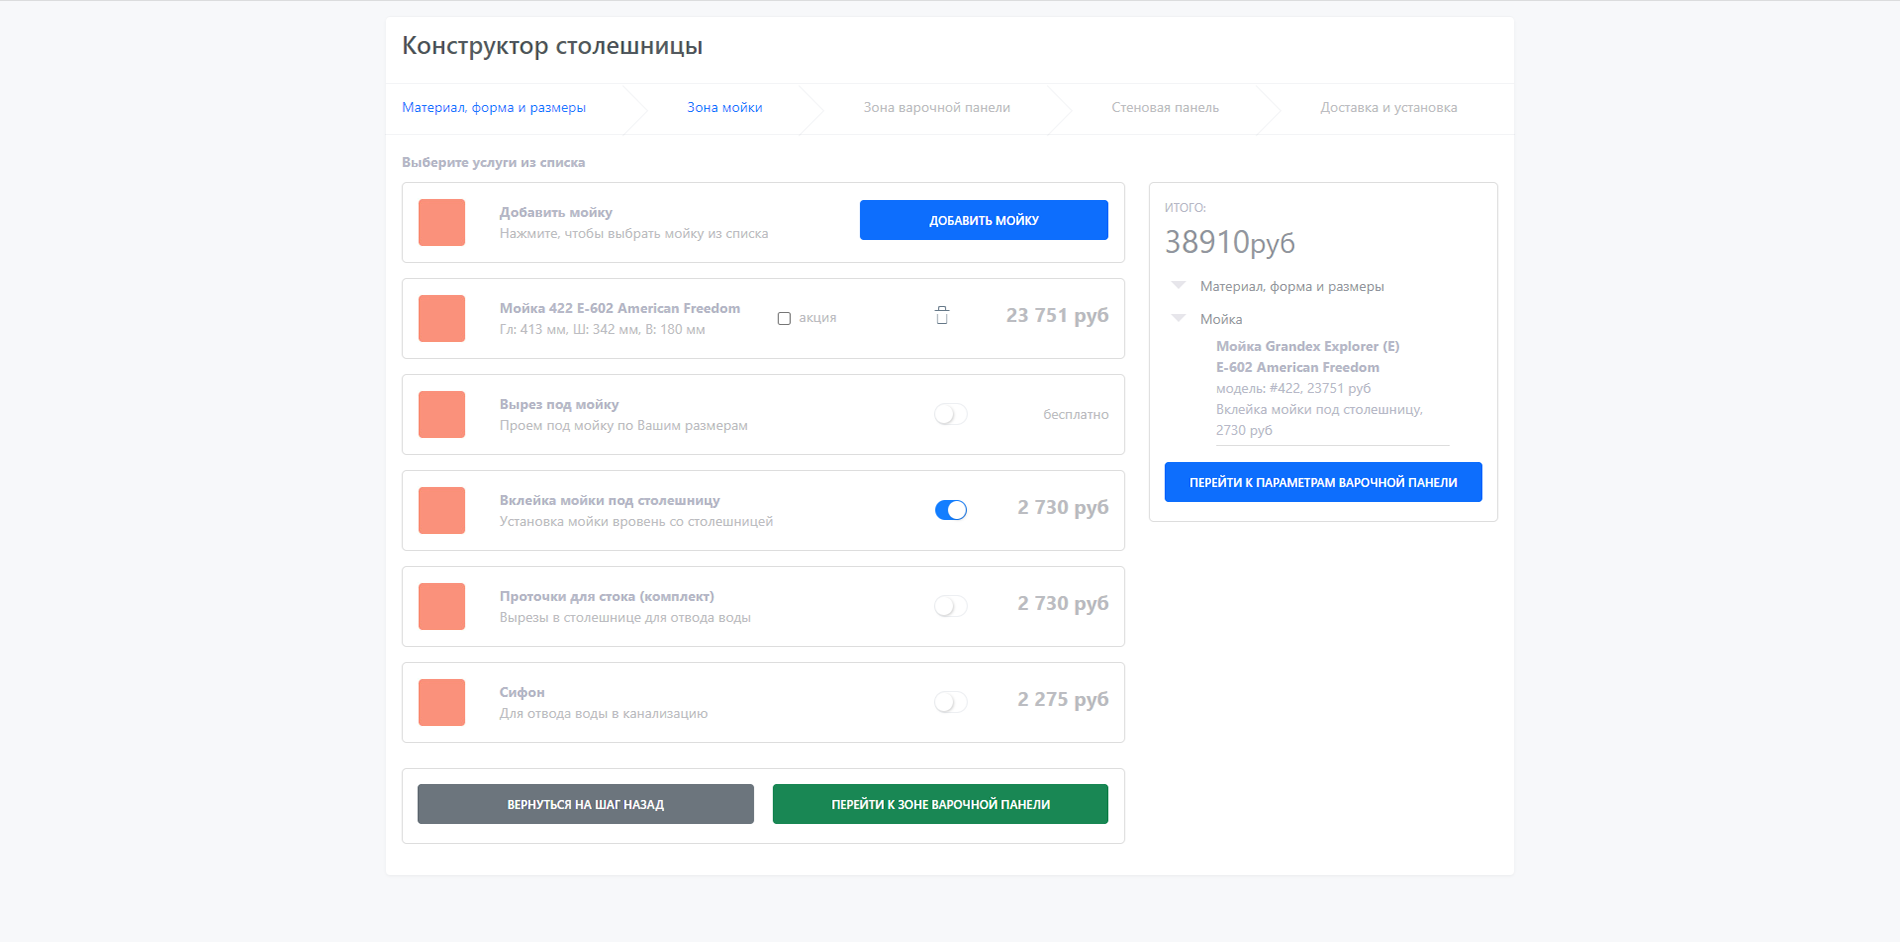 Конструктор столешницы
Материал, форма и размеры
Зона мойки
Зона варочной панели
Стеновая панель
Доставка и установка
Выберите услуги из списка
Добавить мойку
Нажмите, чтобы выбрать мойку из списка
ДОБАВИТЬ МОЙКУ
Мойка 422 E-602 American Freedom
Гл: 413 мм, Ш: 342 мм, В: 180 мм
акция
23 751 руб
Вырез под мойку
Проем под мойку по Вашим размерам
бесплатно
Вклейка мойки под столешницу
Установка мойки вровень со столешницей
2 730 руб
Проточки для стока (комплект)
Вырезы в столешнице для отвода воды
2 730 руб
Сифон
Для отвода воды в канализацию
2 275 руб
ВЕРНУТЬСЯ НА ШАГ НАЗАД
ПЕРЕЙТИ К ЗОНЕ ВАРОЧНОЙ ПАНЕЛИ
ИТОГО:
38910руб
Материал, форма и размеры
Мойка
Мойка Grandex Explorer (E)
E-602 American Freedom
модель: #422, 23751 руб
Вклейка мойки под столешницу,
2730 руб
ПЕРЕЙТИ К ПАРАМЕТРАМ ВАРОЧНОЙ ПАНЕЛИ